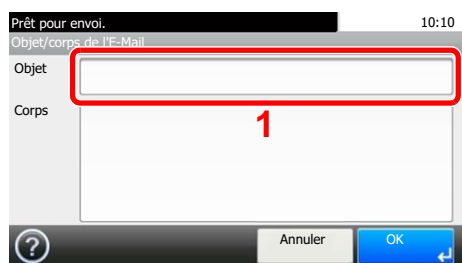 Prêt pour envoi. 10:10
Objet/corps de l'E-Mail
Objet
Corps
1
? Annuler OK